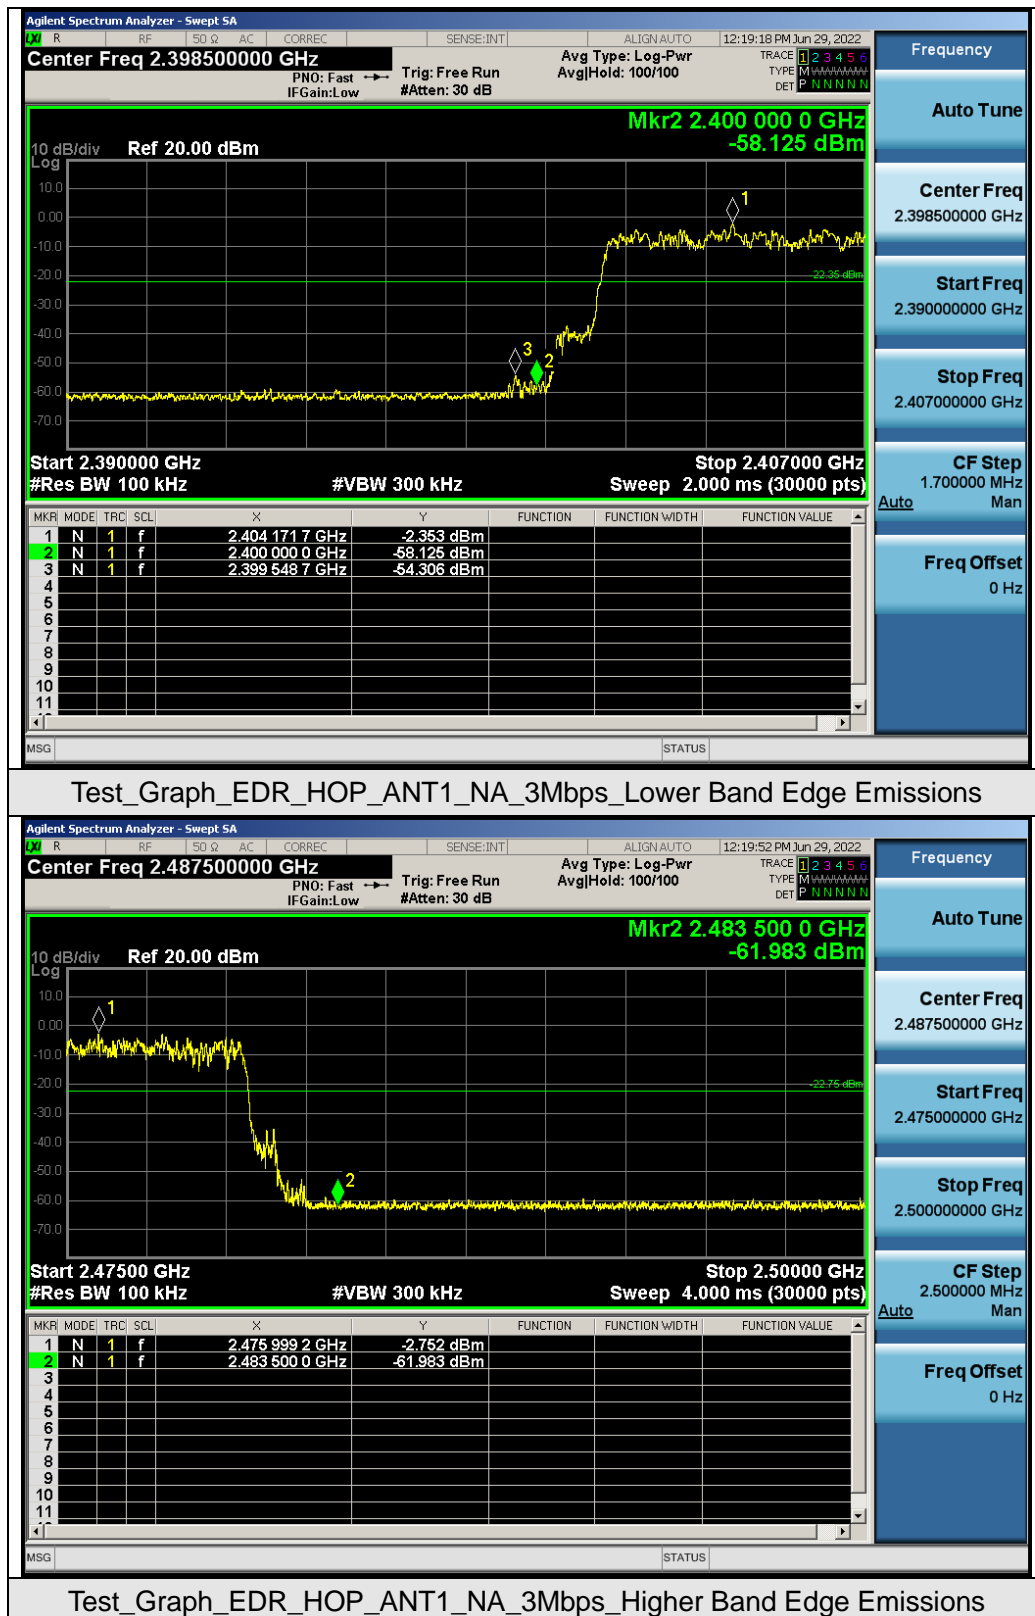 Agilent Spectrum Analyzer - Swept SA
LXI R RF 50 Ω AC CORREC SENSE:INT ALIGN AUTO 12:19:18 PM Jun 29, 2022
Center Freq 2.398500000 GHz
PNO: Fast
IFGain:Low
Trig: Free Run
#Atten: 30 dB
Avg Type: Log-Pwr
Avg|Hold: 100/100
TRACE 1 2 3 4 5 6
TYPE M WWWWW
DET P N N N N N
Mkr2 2.400 000 0 GHz
-58.125 dBm
10 dB/div Ref 20.00 dBm
Log
10.0
0.00
-10.0
-20.0
-30.0
-40.0
-50.0
-60.0
-70.0
1
-22.35 dBm
3
2
Start 2.390000 GHz Stop 2.407000 GHz
#Res BW 100 kHz #VBW 300 kHz Sweep 2.000 ms (30000 pts)
MKR MODE TRC SCL X Y FUNCTION FUNCTION WIDTH FUNCTION VALUE
1 N 1 f 2.404 171 7 GHz -2.353 dBm
2 N 1 f 2.400 000 0 GHz -58.125 dBm
3 N 1 f 2.399 548 7 GHz -54.306 dBm
4
5
6
7
8
9
10
11
MSG STATUS
Frequency
Auto Tune
Center Freq
2.398500000 GHz
Start Freq
2.390000000 GHz
Stop Freq
2.407000000 GHz
CF Step
1.700000 MHz
Auto Man
Freq Offset
0 Hz
Test_Graph_EDR_HOP_ANT1_NA_3Mbps_Lower Band Edge Emissions
Agilent Spectrum Analyzer - Swept SA
LXI R RF 50 Ω AC CORREC SENSE:INT ALIGN AUTO 12:19:52 PM Jun 29, 2022
Center Freq 2.487500000 GHz
PNO: Fast
IFGain:Low
Trig: Free Run
#Atten: 30 dB
Avg Type: Log-Pwr
Avg|Hold: 100/100
TRACE 1 2 3 4 5 6
TYPE M WWWWW
DET P N N N N N
Mkr2 2.483 500 0 GHz
-61.983 dBm
10 dB/div Ref 20.00 dBm
Log
10.0
0.00
-10.0
-20.0
-30.0
-40.0
-50.0
-60.0
-70.0
1
-22.75 dBm
2
Start 2.47500 GHz Stop 2.50000 GHz
#Res BW 100 kHz #VBW 300 kHz Sweep 4.000 ms (30000 pts)
MKR MODE TRC SCL X Y FUNCTION FUNCTION WIDTH FUNCTION VALUE
1 N 1 f 2.475 999 2 GHz -2.752 dBm
2 N 1 f 2.483 500 0 GHz -61.983 dBm
3
4
5
6
7
8
9
10
11
MSG STATUS
Frequency
Auto Tune
Center Freq
2.487500000 GHz
Start Freq
2.475000000 GHz
Stop Freq
2.500000000 GHz
CF Step
2.500000 MHz
Auto Man
Freq Offset
0 Hz
Test_Graph_EDR_HOP_ANT1_NA_3Mbps_Higher Band Edge Emissions